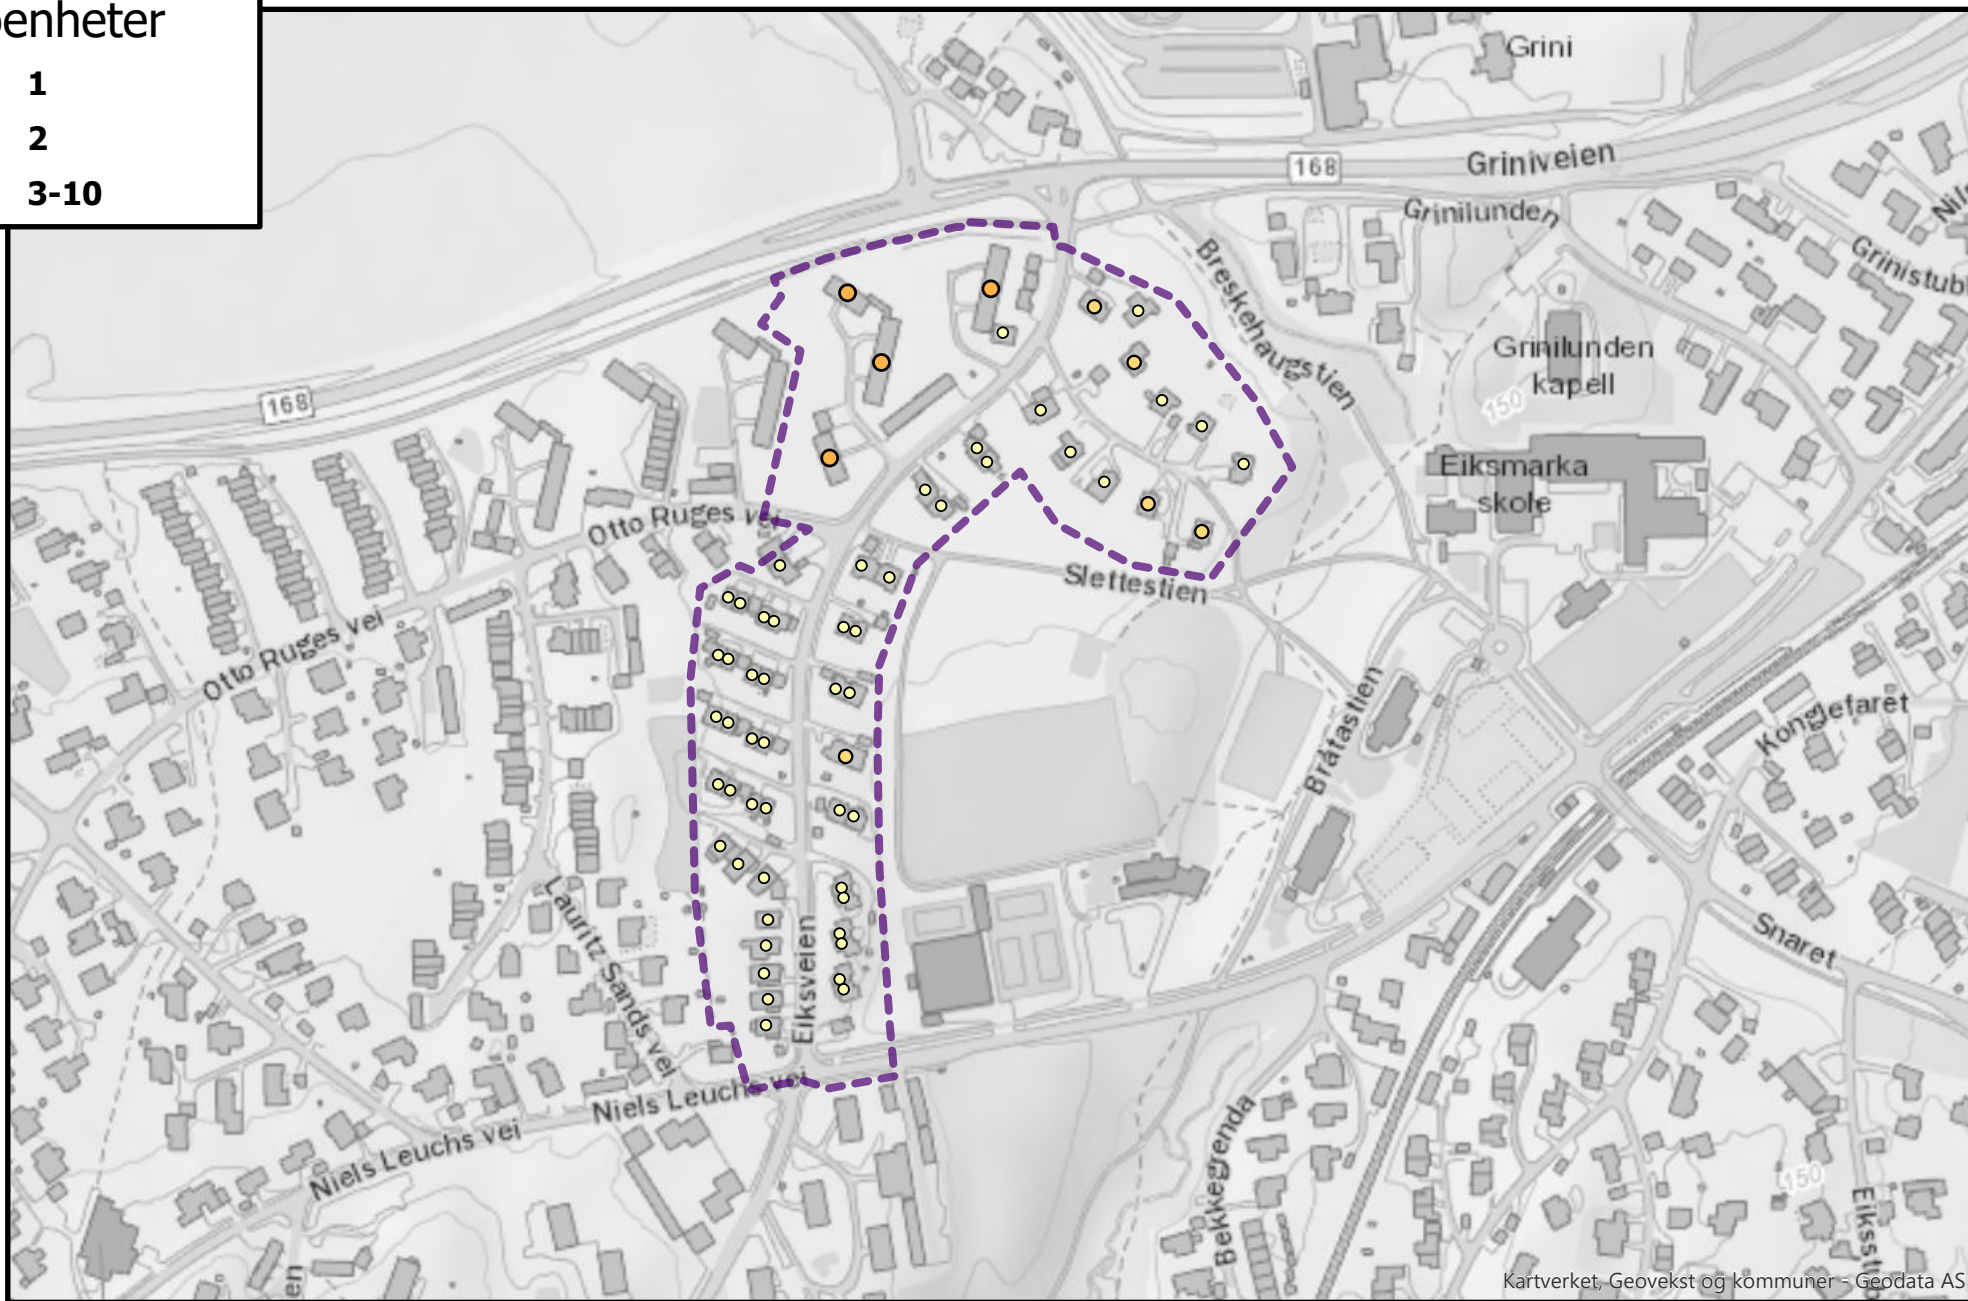 enheter
1
2
3-10
Grini
168
Griniveien
Grinilunden
Breskehaugstien
Grinilunden
kapell
150
168
Eiksmarka
skole
Otto Ruges vei
Slettestien
Otto Ruges vei
Bråtastien
Konglefaret
Lauritz Sands vei
Eiksveien
Snaret
Niels Leuchs vei
Niels Leuchs vei
Bekkegrenda
150
Kartverket, Geovekst og kommuner - Geodata AS